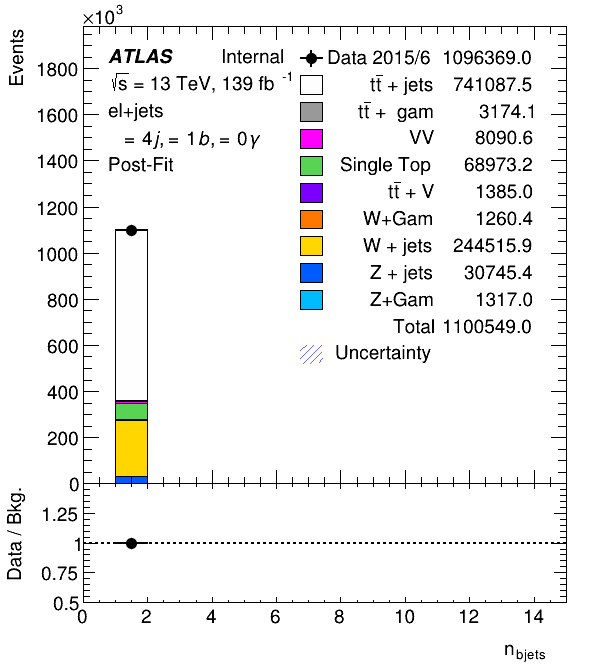 ×10³
Events
ATLAS Internal
√s = 13 TeV, 139 fb⁻¹
el+jets
= 4j, = 1b, = 0γ
Post-Fit
Data 2015/6 1096369.0
tt̄ + jets 741087.5
tt̄ + gam 3174.1
VV 8090.6
Single Top 68973.2
tt̄ + V 1385.0
W+Gam 1260.4
W + jets 244515.9
Z + jets 30745.4
Z+Gam 1317.0
Total 1100549.0
Uncertainty
1800
1600
1400
1200
1000
800
600
400
200
0
Data / Bkg.
1.25
1
0.75
0.5
0 2 4 6 8 10 12 14
n_bjets